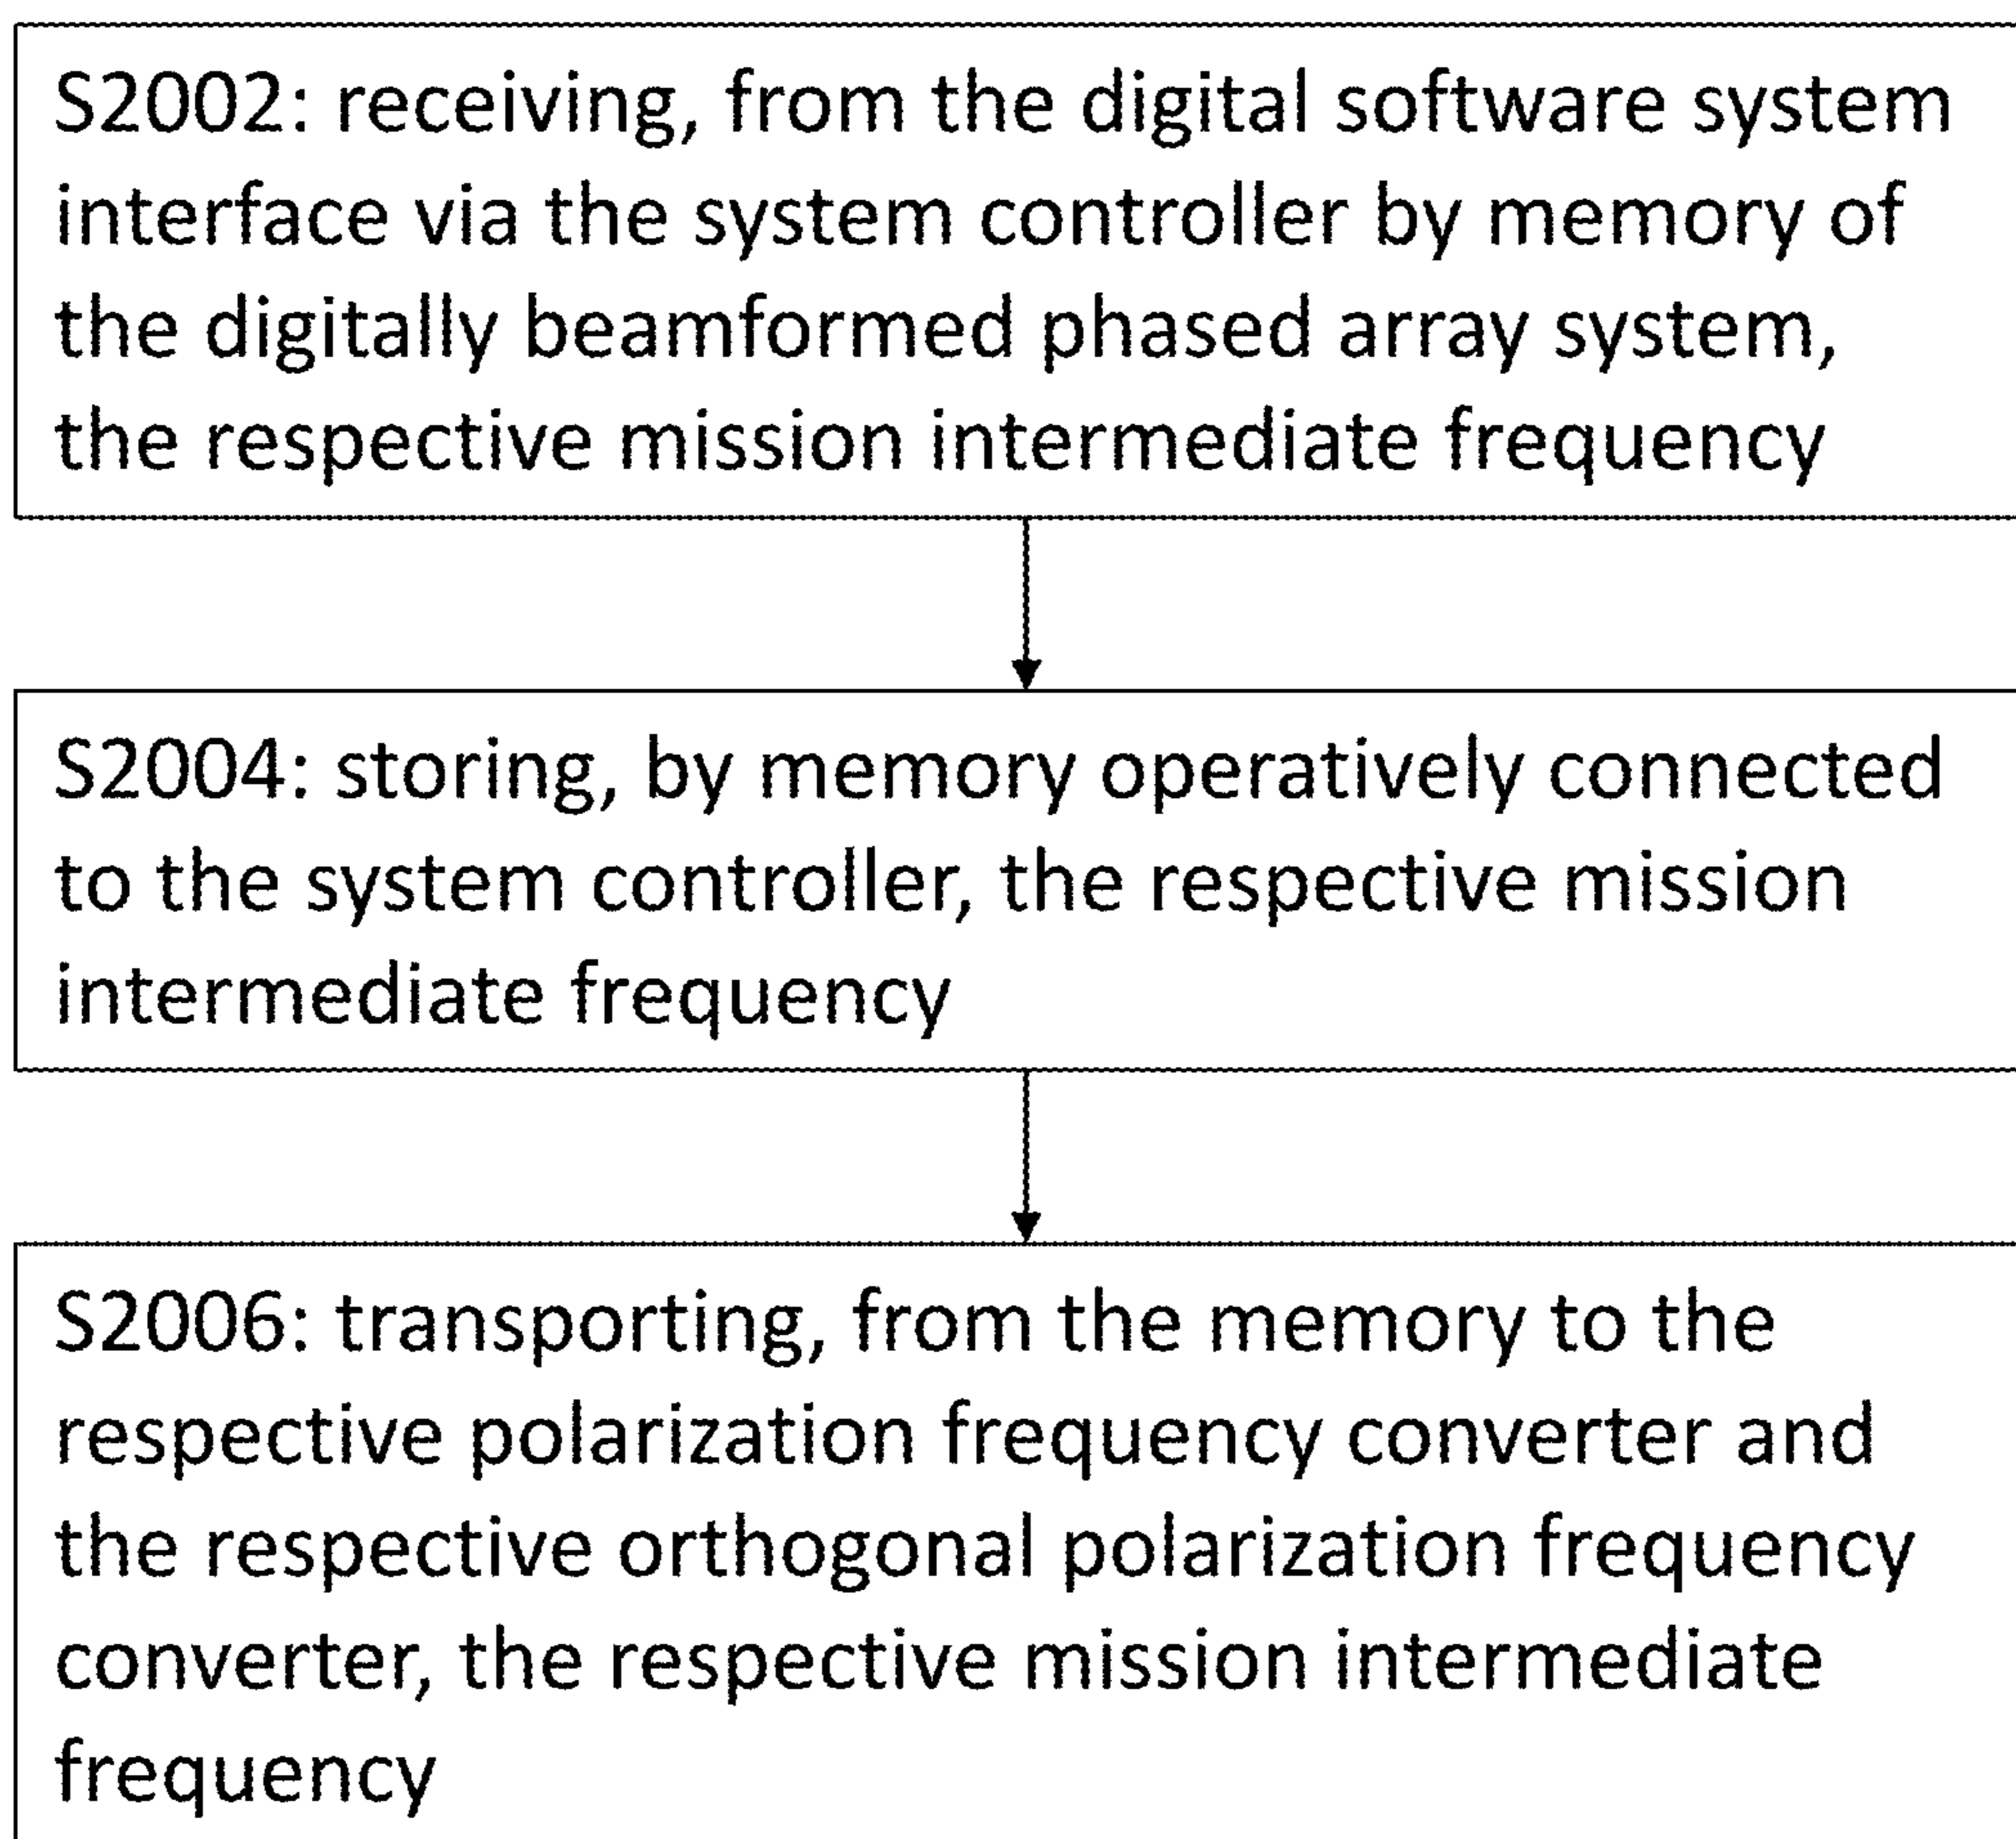 S2002: receiving, from the digital software system
interface via the system controller by memory of
the digitally beamformed phased array system,
the respective mission intermediate frequency
S2004: storing, by memory operatively connected
to the system controller, the respective mission
intermediate frequency
S2006: transporting, from the memory to the
respective polarization frequency converter and
the respective orthogonal polarization frequency
converter, the respective mission intermediate
frequency